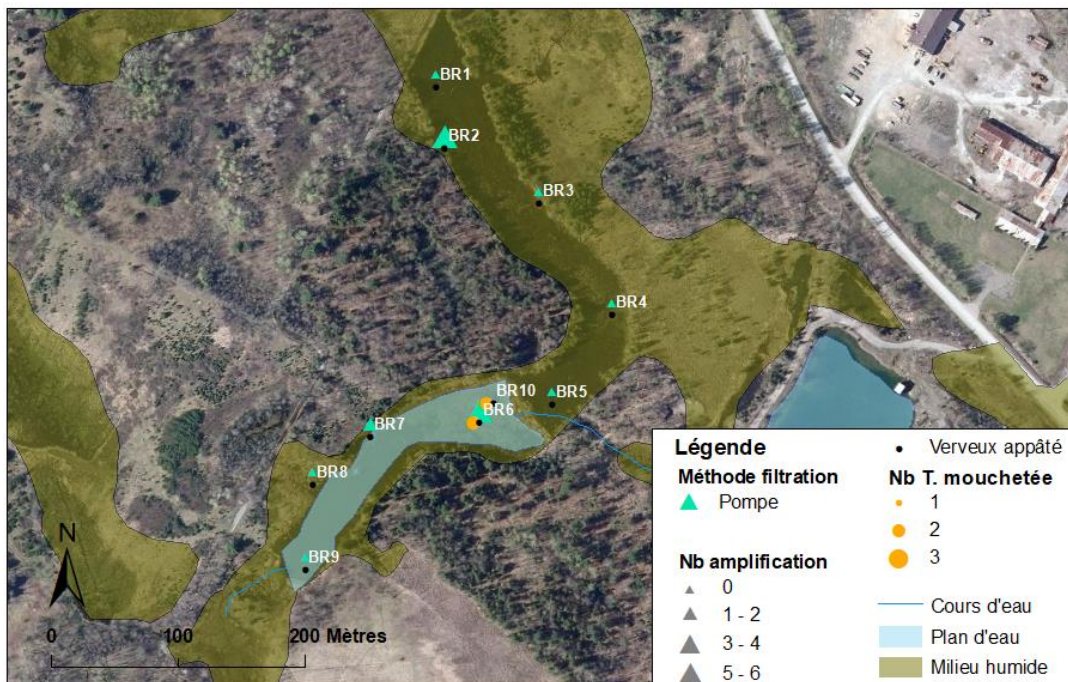 BR1
BR2
BR3
BR4
BR10
BR5
BR6
BR7
BR8
BR9
N
0 100 200 Mètres
Légende
Méthode filtration
Pompe
Nb amplification
0
1 - 2
3 - 4
5 - 6
Verveux appâté
Nb T. mouchetée
1
2
3
Cours d'eau
Plan d'eau
Milieu humide